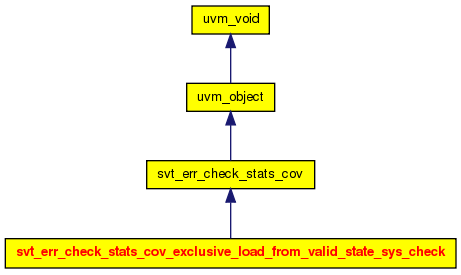 uvm_void
uvm_object
svt_err_check_stats_cov
svt_err_check_stats_cov_exclusive_load_from_valid_state_sys_check